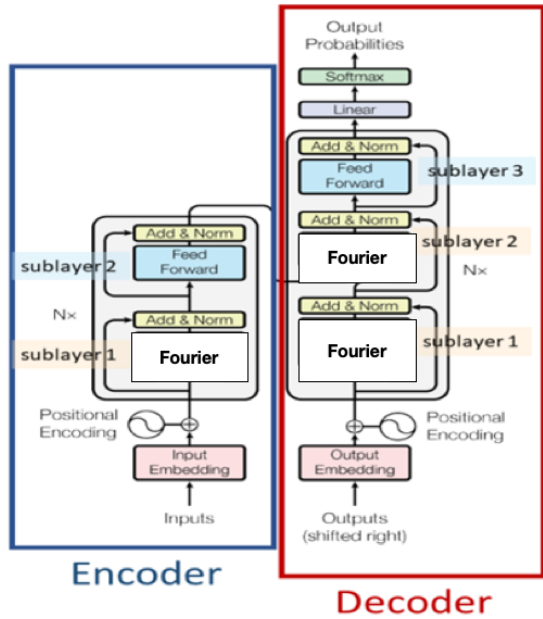 Output
Probabilities
Softmax
Linear
Add & Norm
Feed
Forward
sublayer 3
Add & Norm
Fourier
sublayer 2
Nx
Add & Norm
Fourier
sublayer 1
Positional
Encoding
Output
Embedding
Outputs
(shifted right)
Decoder
Add & Norm
Feed
Forward
sublayer 2
Nx
Add & Norm
Fourier
sublayer 1
Positional
Encoding
Input
Embedding
Inputs
Encoder